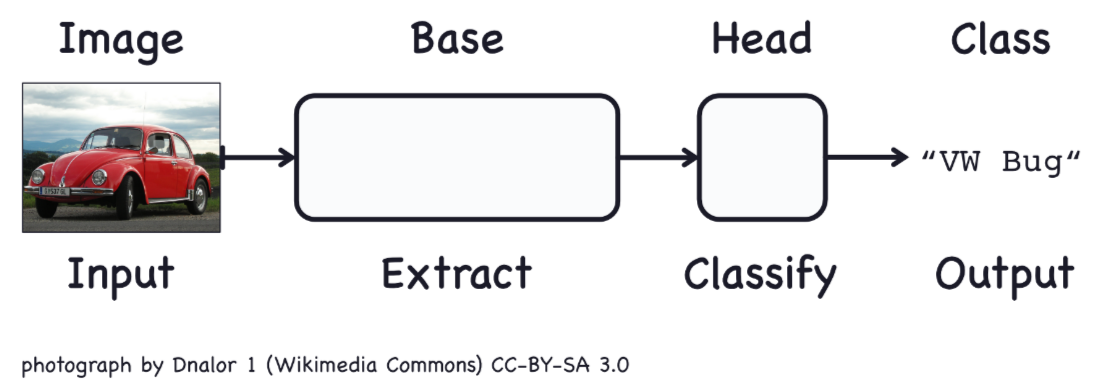 Image Base Head Class
“VW Bug“
Input Extract Classify Output
photograph by Dnalor 1 (Wikimedia Commons) CC-BY-SA 3.0